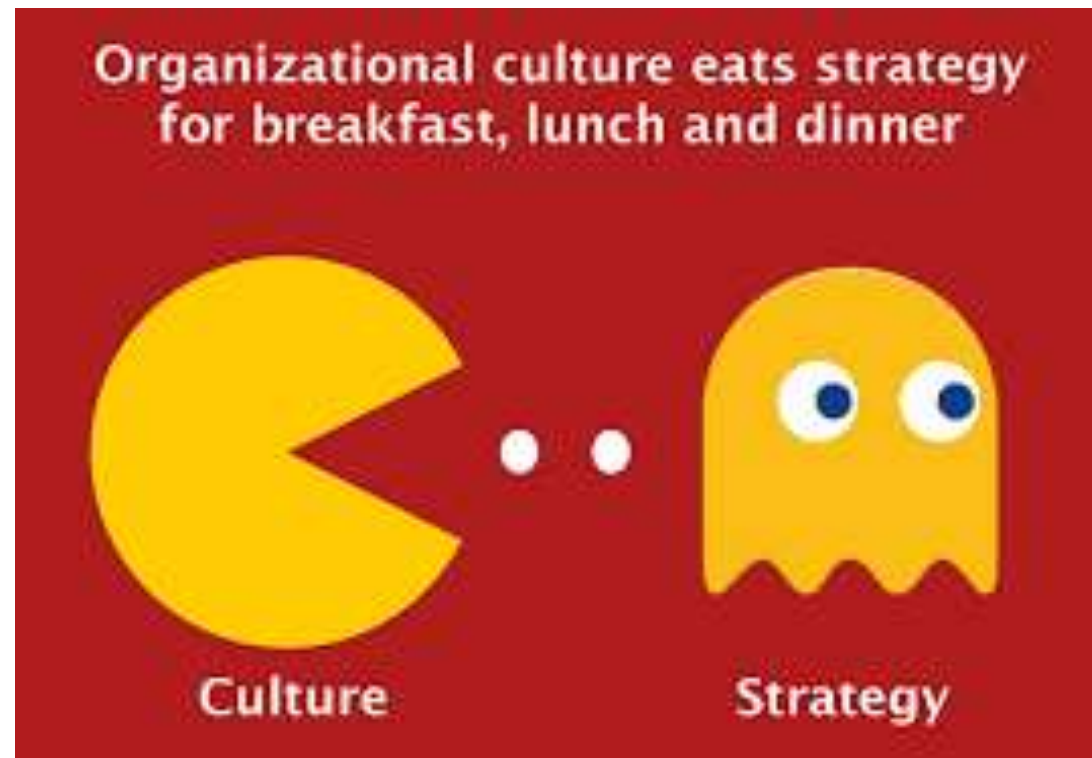 Organizational culture eats strategy
for breakfast, lunch and dinner
Culture
Strategy